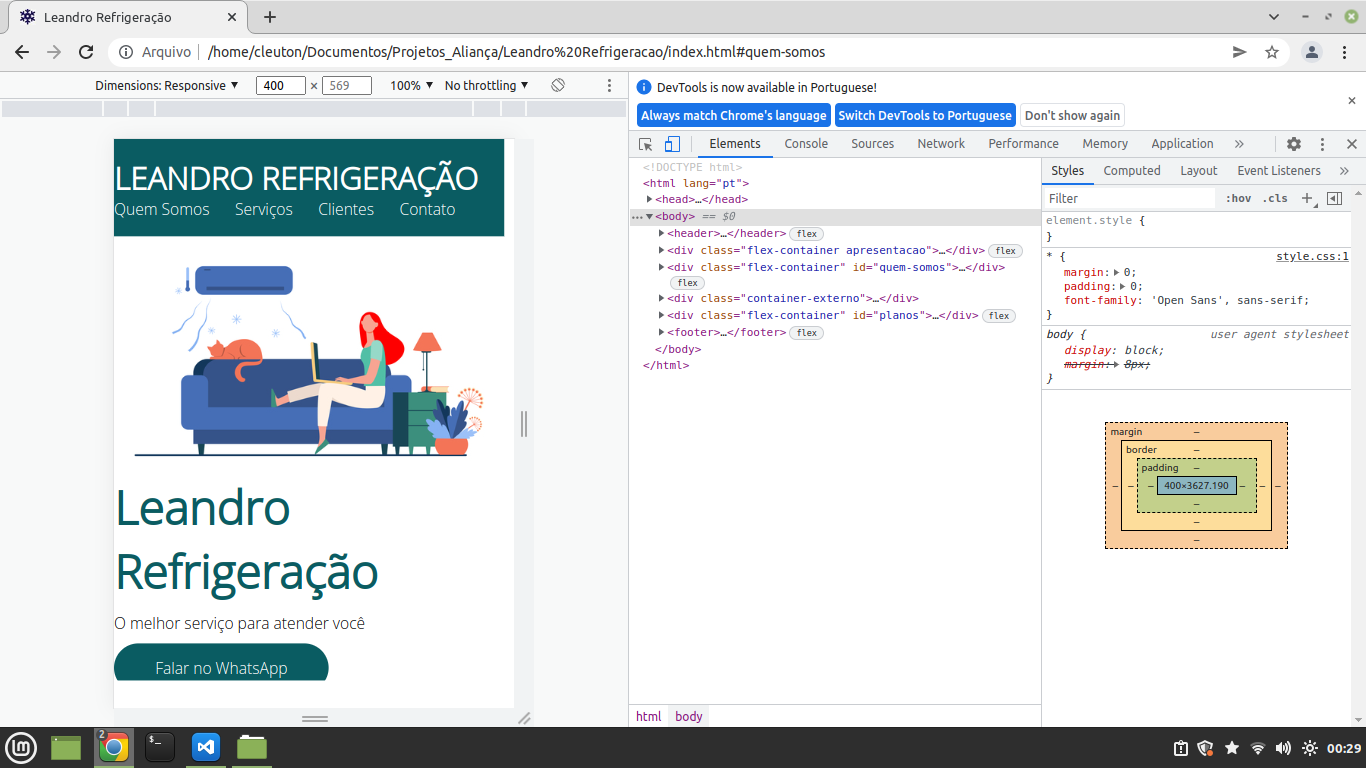 Leandro Refrigeração
Arquivo
/home/cleuton/Documentos/Projetos_Aliança/Leandro%20Refrigeracao/index.html#quem-somos
Dimensions: Responsive 400 × 569 100% No throttling
LEANDRO REFRIGERAÇÃO
Quem Somos Serviços Clientes Contato
Leandro
Refrigeração
O melhor serviço para atender você
Falar no WhatsApp
DevTools is now available in Portuguese!
Always match Chrome's language Switch DevTools to Portuguese Don't show again
Elements Console Sources Network Performance Memory Application »
<!DOCTYPE html>
<html lang="pt">
<head>…</head>
<body> == $0
<header>…</header> flex
<div class="flex-container apresentacao">…</div> flex
<div class="flex-container" id="quem-somos">…</div>
flex
<div class="container-externo">…</div>
<div class="flex-container" id="planos">…</div> flex
<footer>…</footer> flex
</body>
</html>
html body
Styles Computed Layout Event Listeners »
Filter :hov .cls
element.style {
}
* { style.css:1
margin: 0;
padding: 0;
font-family: 'Open Sans', sans-serif;
}
body { user agent stylesheet
display: block;
margin: 8px;
}
margin –
border –
padding –
– – – 400×3627.190 – – –
–
–
–
2
$_
00:29